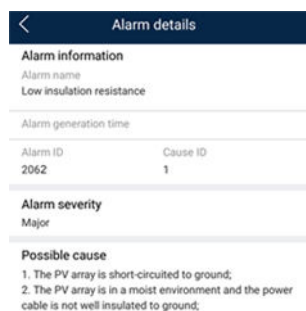 Alarm details
Alarm information
Alarm name
Low insulation resistance
Alarm generation time
Alarm ID Cause ID
2062 1
Alarm severity
Major
Possible cause
1. The PV array is short-circuited to ground;
2. The PV array is in a moist environment and the power
cable is not well insulated to ground;